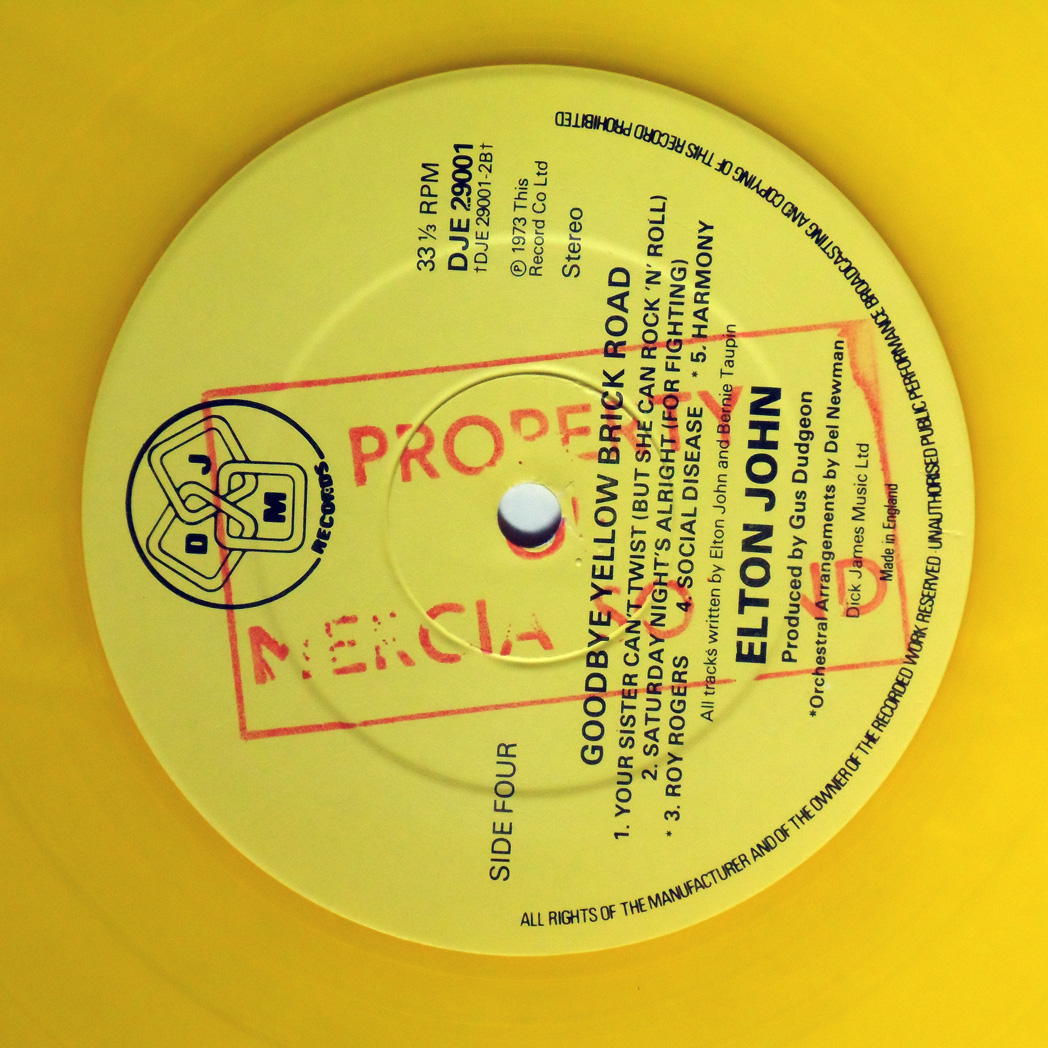 D J M
RECORDS
33 ⅓ RPM
DJE 29001
†DJE 29001-2B†
℗ 1973 This
Record Co Ltd
Stereo
SIDE FOUR
GOODBYE YELLOW BRICK ROAD
1. YOUR SISTER CAN'T TWIST (BUT SHE CAN ROCK 'N' ROLL)
2. SATURDAY NIGHT'S ALRIGHT (FOR FIGHTING)
* 3. ROY ROGERS 4. SOCIAL DISEASE * 5. HARMONY
All tracks written by Elton John and Bernie Taupin
ELTON JOHN
Produced by Gus Dudgeon
*Orchestral Arrangements by Del Newman
Dick James Music Ltd
Made in England
ALL RIGHTS OF THE MANUFACTURER AND OF THE OWNER OF THE RECORDED WORK RESERVED · UNAUTHORISED PUBLIC PERFORMANCE BROADCASTING AND COPYING OF THIS RECORD PROHIBITED
PROPERTY
MERCIA